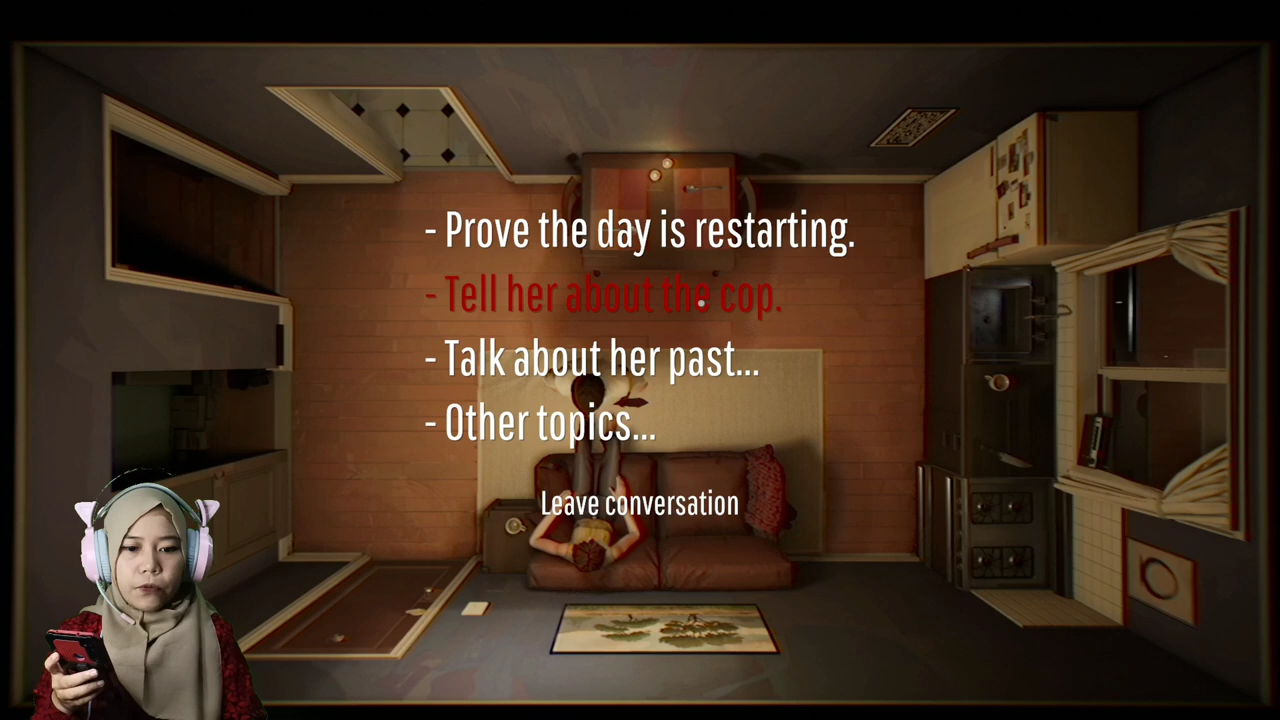 - Prove the day is restarting.
- Tell her about the cop.
- Talk about her past...
- Other topics...
Leave conversation